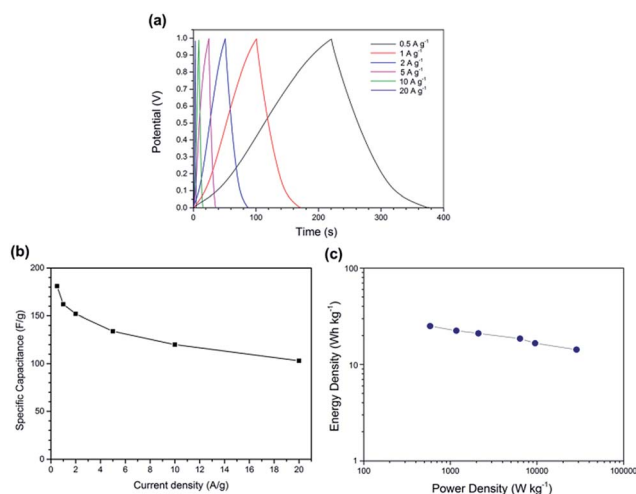 (a)
1.0
0.9
0.8
0.7
0.6
0.5
0.4
0.3
0.2
0.1
0.0
Potential (V)
0.5 A g⁻¹
1 A g⁻¹
2 A g⁻¹
5 A g⁻¹
10 A g⁻¹
20 A g⁻¹
0 100 200 300 400
Time (s)
(b)
200
150
100
50
0
Specific Capacitance (F/g)
0 2 4 6 8 10 12 14 16 18 20
Current density (A/g)
(c)
100
10
1
Energy Density (Wh kg⁻¹)
100 1000 10000 100000
Power Density (W kg⁻¹)